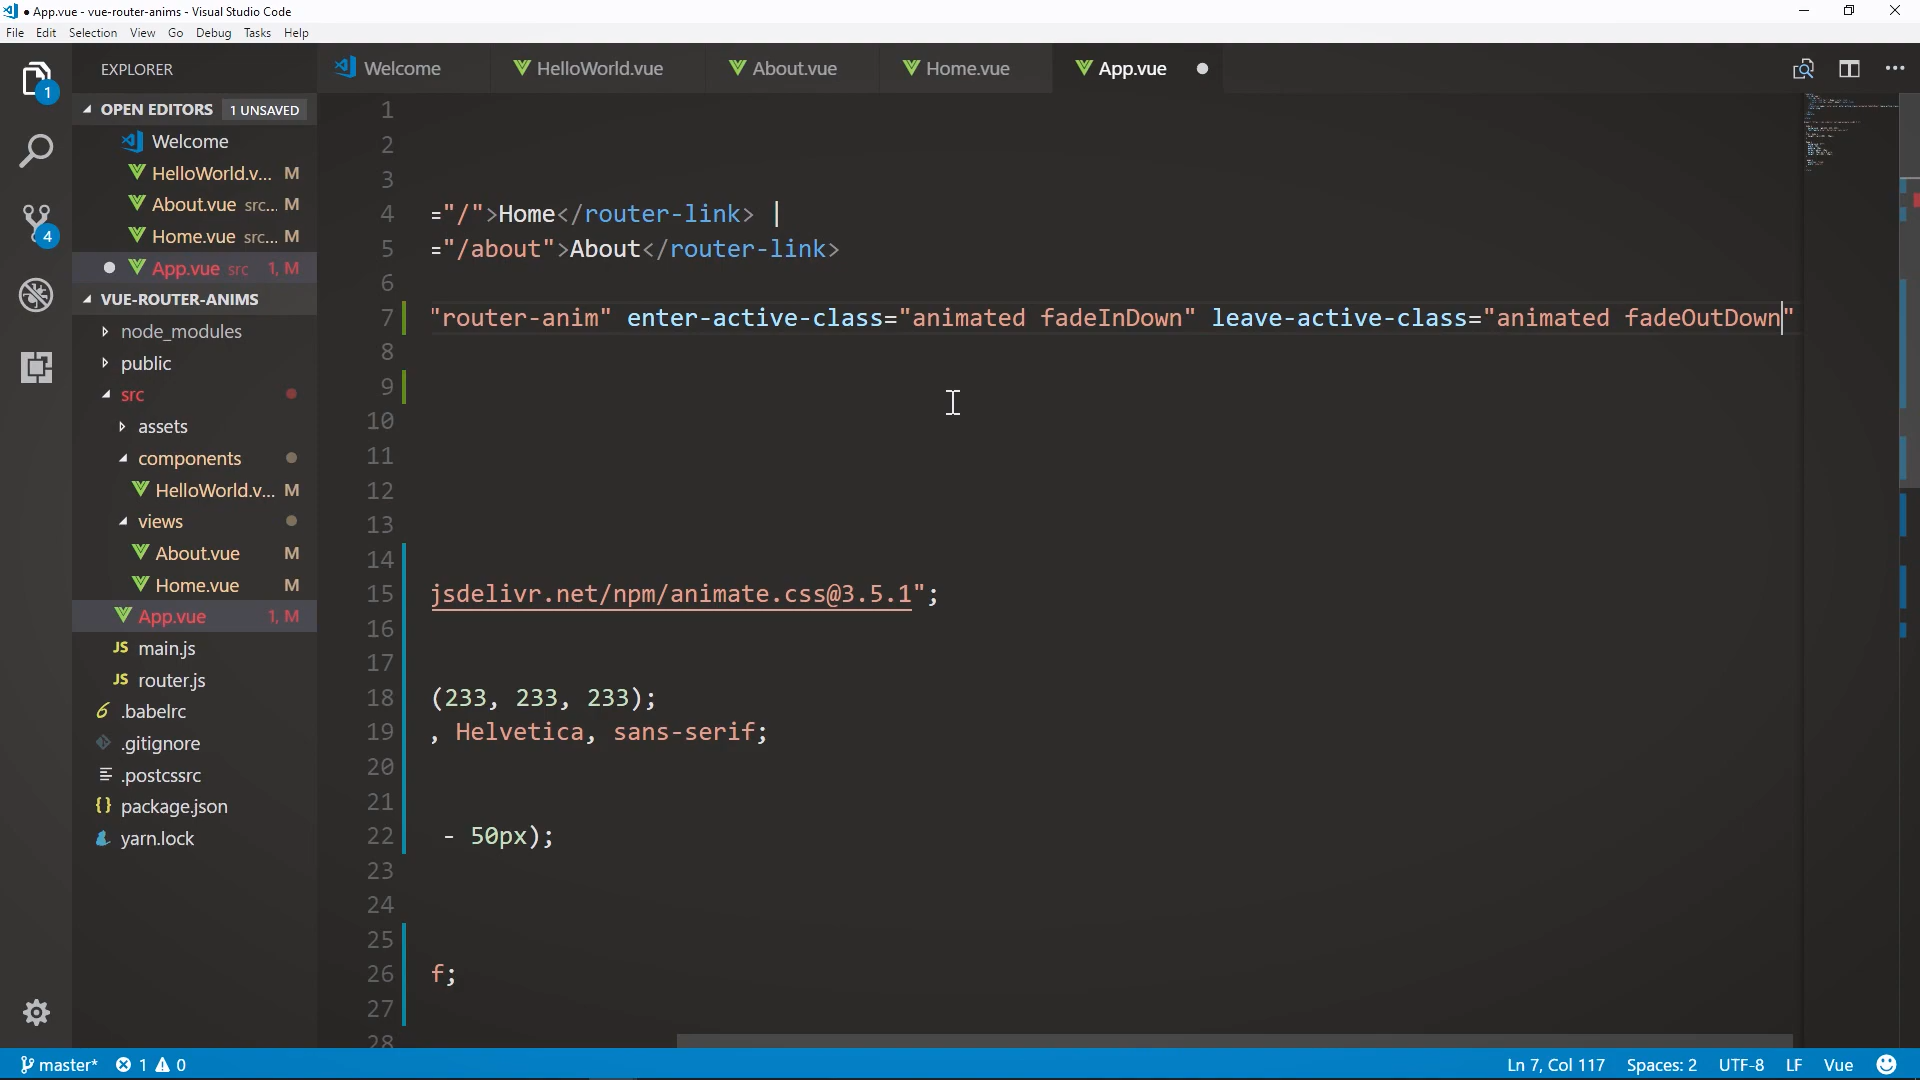 App.vue - vue-router-anims - Visual Studio Code
File Edit Selection View Go Debug Tasks Help
EXPLORER
Welcome HelloWorld.vue About.vue Home.vue App.vue
OPEN EDITORS 1 UNSAVED
Welcome
HelloWorld.v... M
About.vue src... M
Home.vue src... M
App.vue src 1, M
VUE-ROUTER-ANIMS
node_modules
public
src
assets
components
HelloWorld.v... M
views
About.vue M
Home.vue M
App.vue 1, M
JS main.js
JS router.js
.babelrc
.gitignore
.postcssrc
{} package.json
yarn.lock
1
4
1
2
3
4 ="/">Home</router-link> |
5 ="/about">About</router-link>
6
7 "router-anim" enter-active-class="animated fadeInDown" leave-active-class="animated fadeOutDown"
8
9
10
11
12
13
14
15 jsdelivr.net/npm/animate.css@3.5.1";
16
17
18 (233, 233, 233);
19 , Helvetica, sans-serif;
20
21
22 - 50px);
23
24
25
26 f;
27
28
master* 1 0 Ln 7, Col 117 Spaces: 2 UTF-8 LF Vue